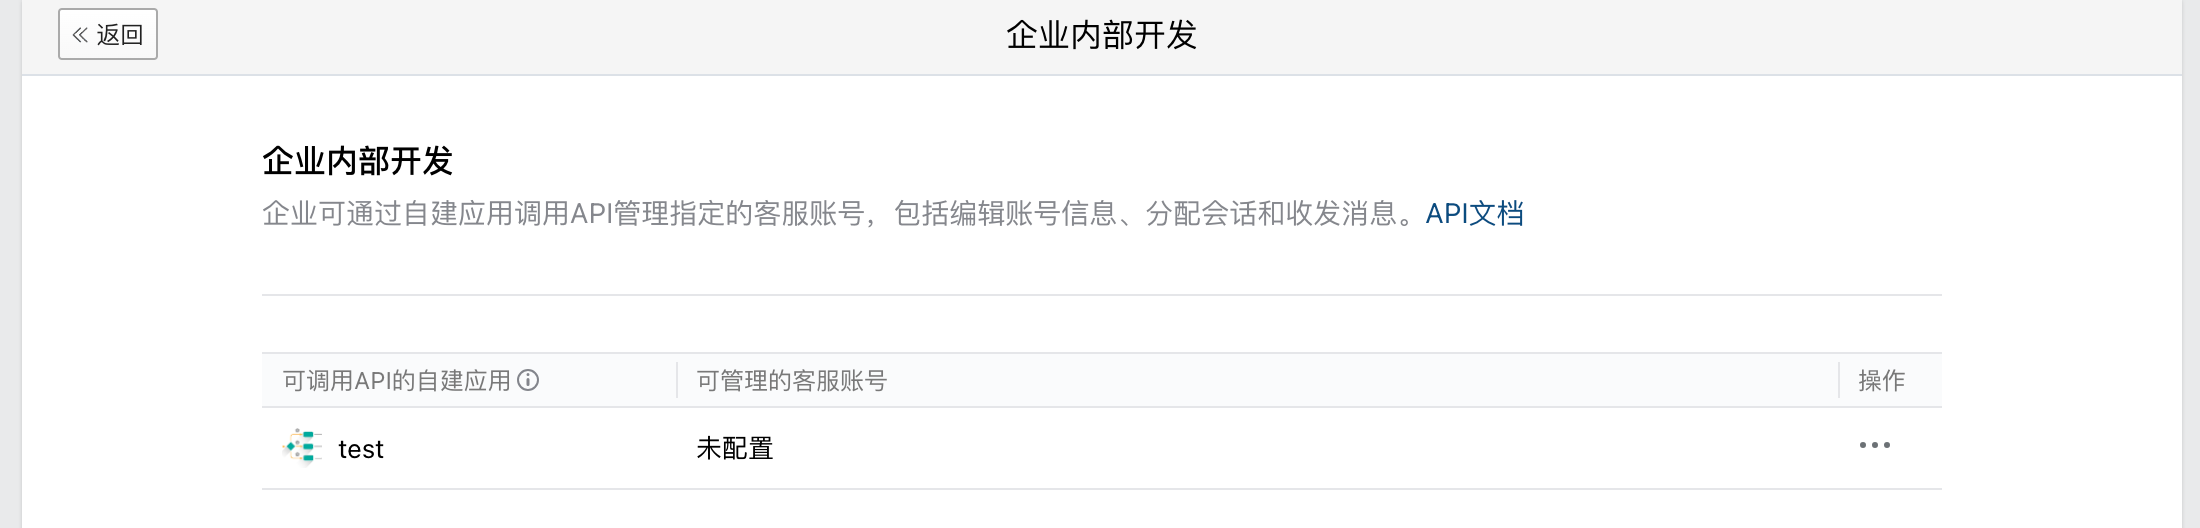 返回
企业内部开发
企业内部开发
企业可通过自建应用调用API管理指定的客服账号，包括编辑账号信息、分配会话和收发消息。API文档
可调用API的自建应用 可管理的客服账号 操作
test 未配置